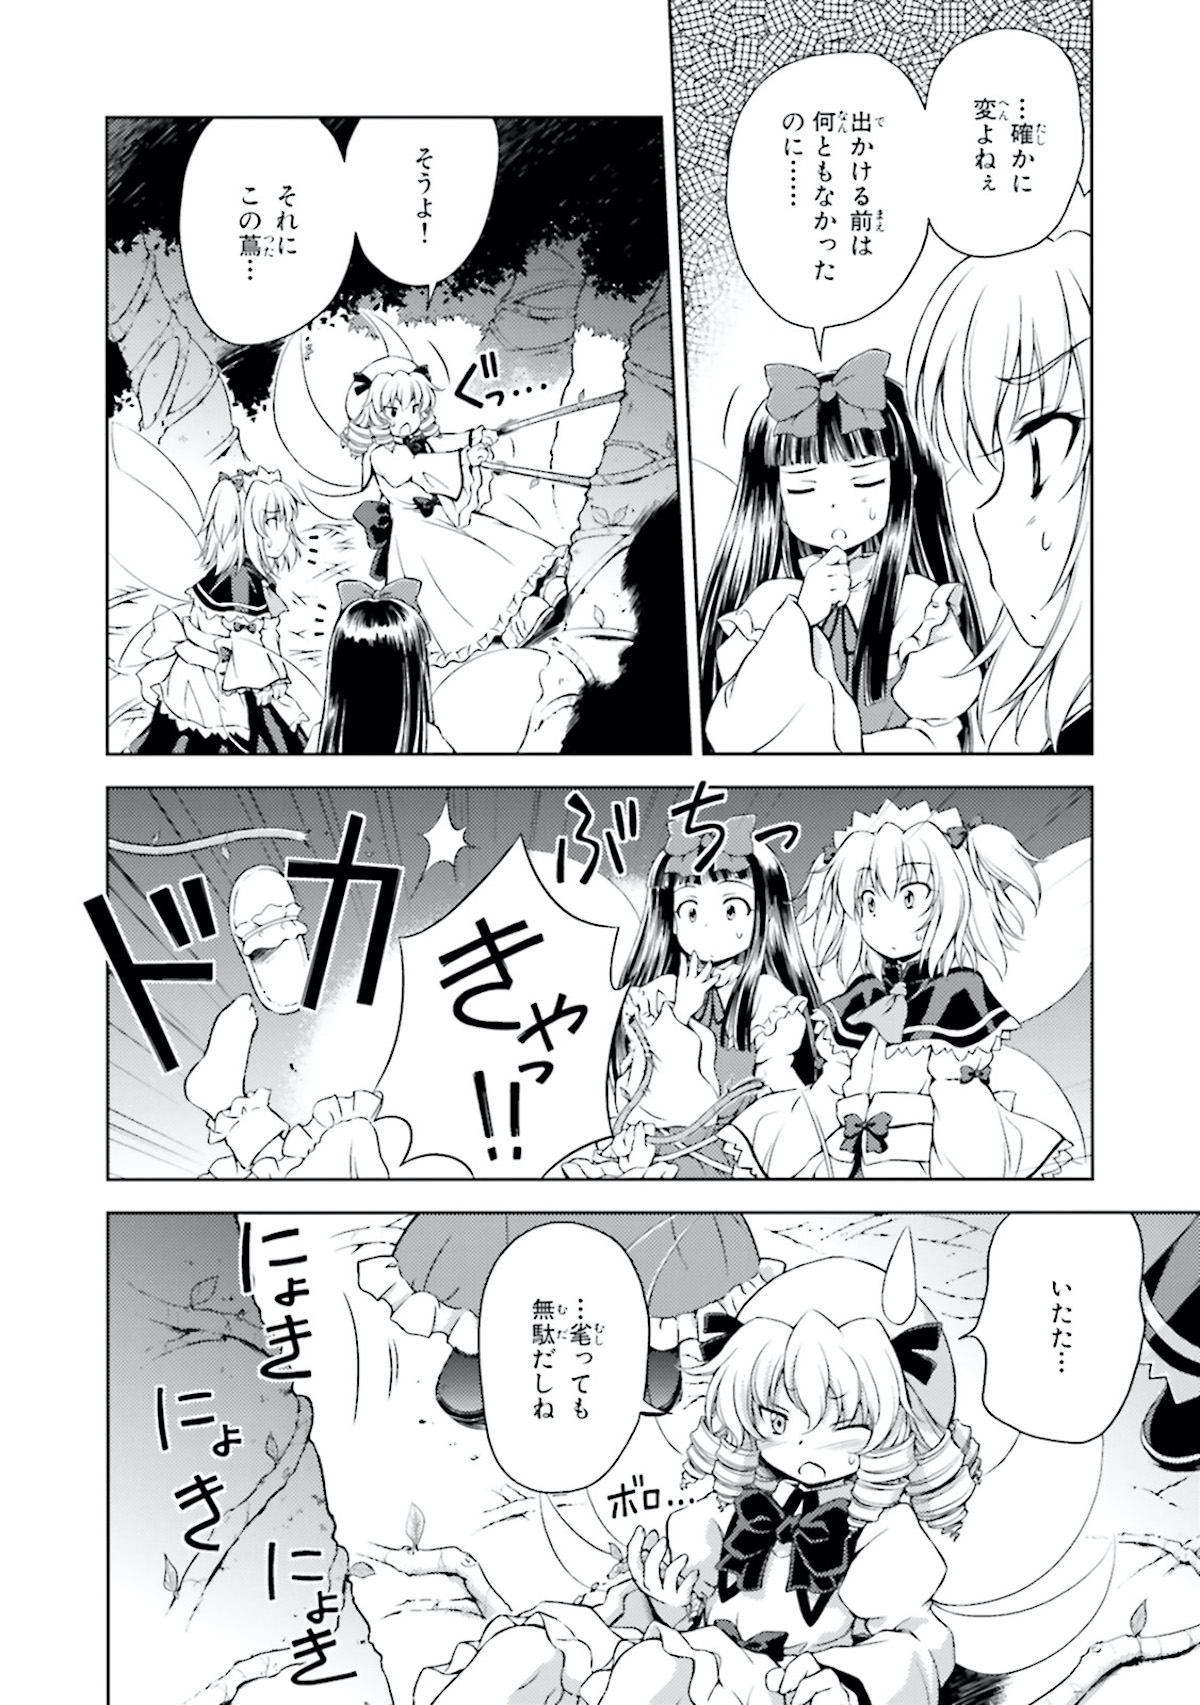 …確かに
変よねぇ
出かける前は
何ともなかった
のに……
そうよ！
それに
この蔦…
ぐっ…
ぶちっ
きゃっ!!
ドカ
いたた…
…毟っても
無駄だしね
ボロ…
にょき
にょき
にょき